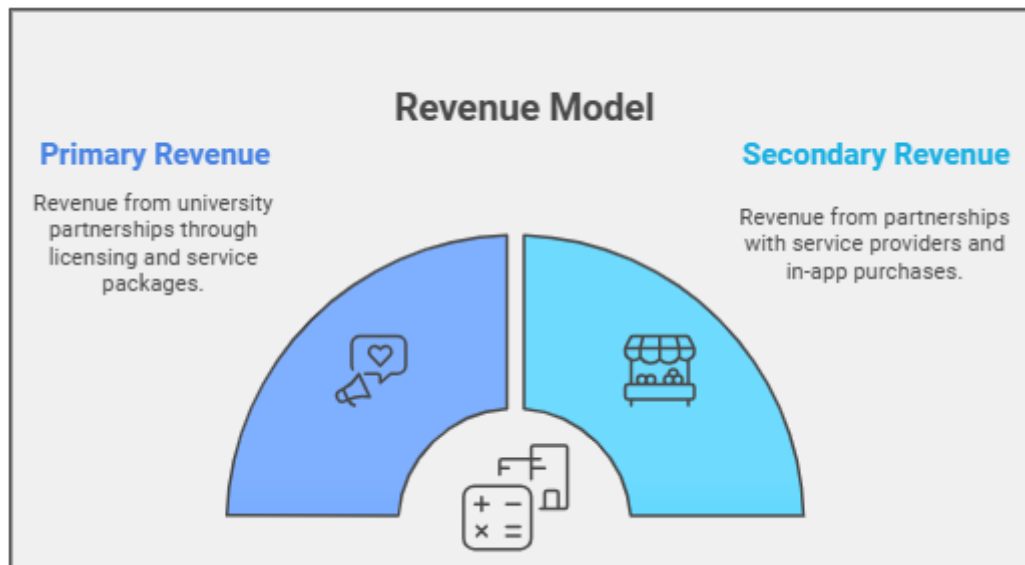 Revenue Model
Primary Revenue
Revenue from university
partnerships through
licensing and service
packages.
Secondary Revenue
Revenue from partnerships
with service providers and
in-app purchases.